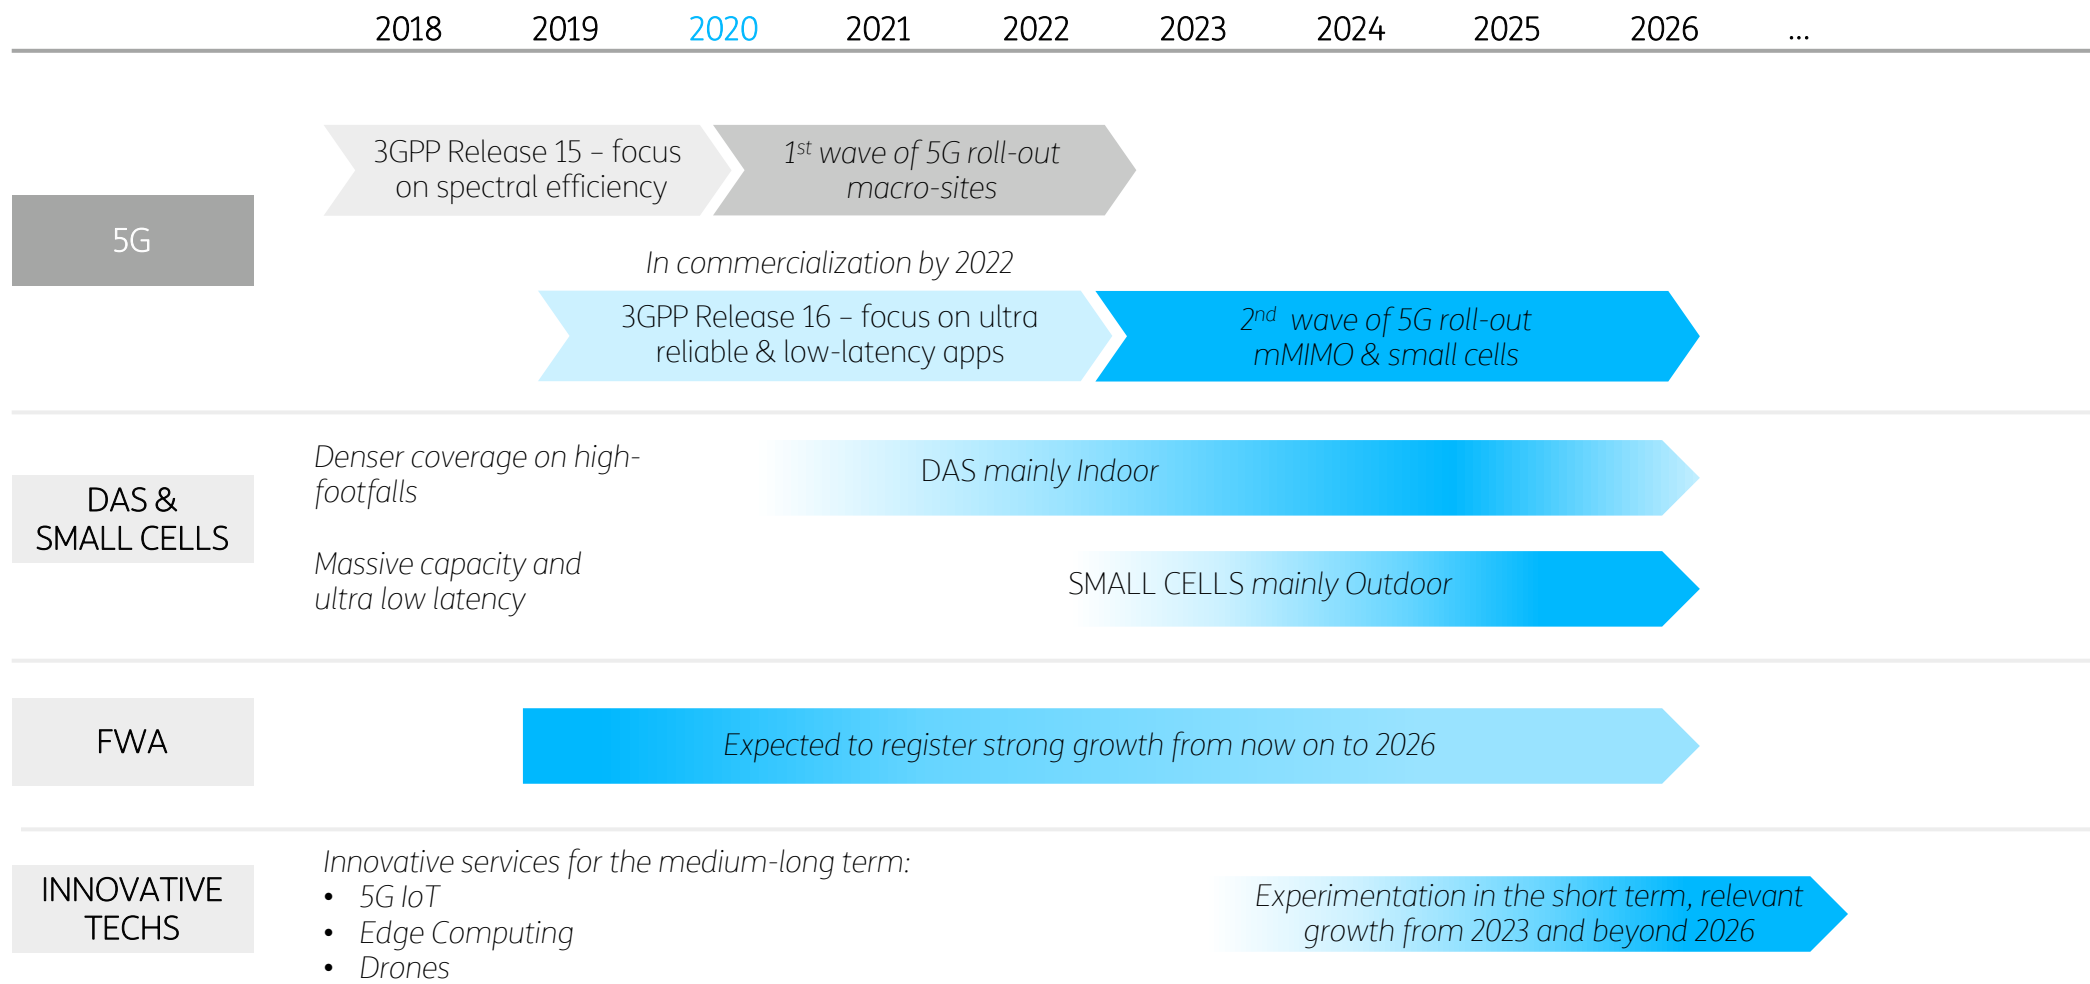 2018 2019 2020 2021 2022 2023 2024 2025 2026 ...
3GPP Release 15 – focus
on spectral efficiency
1st wave of 5G roll-out
macro-sites
5G
In commercialization by 2022
3GPP Release 16 – focus on ultra
reliable & low-latency apps
2nd wave of 5G roll-out
mMIMO & small cells
DAS &
SMALL CELLS
Denser coverage on high-
footfalls
DAS mainly Indoor
Massive capacity and
ultra low latency
SMALL CELLS mainly Outdoor
FWA
Expected to register strong growth from now on to 2026
INNOVATIVE
TECHS
Innovative services for the medium-long term:
• 5G IoT
• Edge Computing
• Drones
Experimentation in the short term, relevant
growth from 2023 and beyond 2026